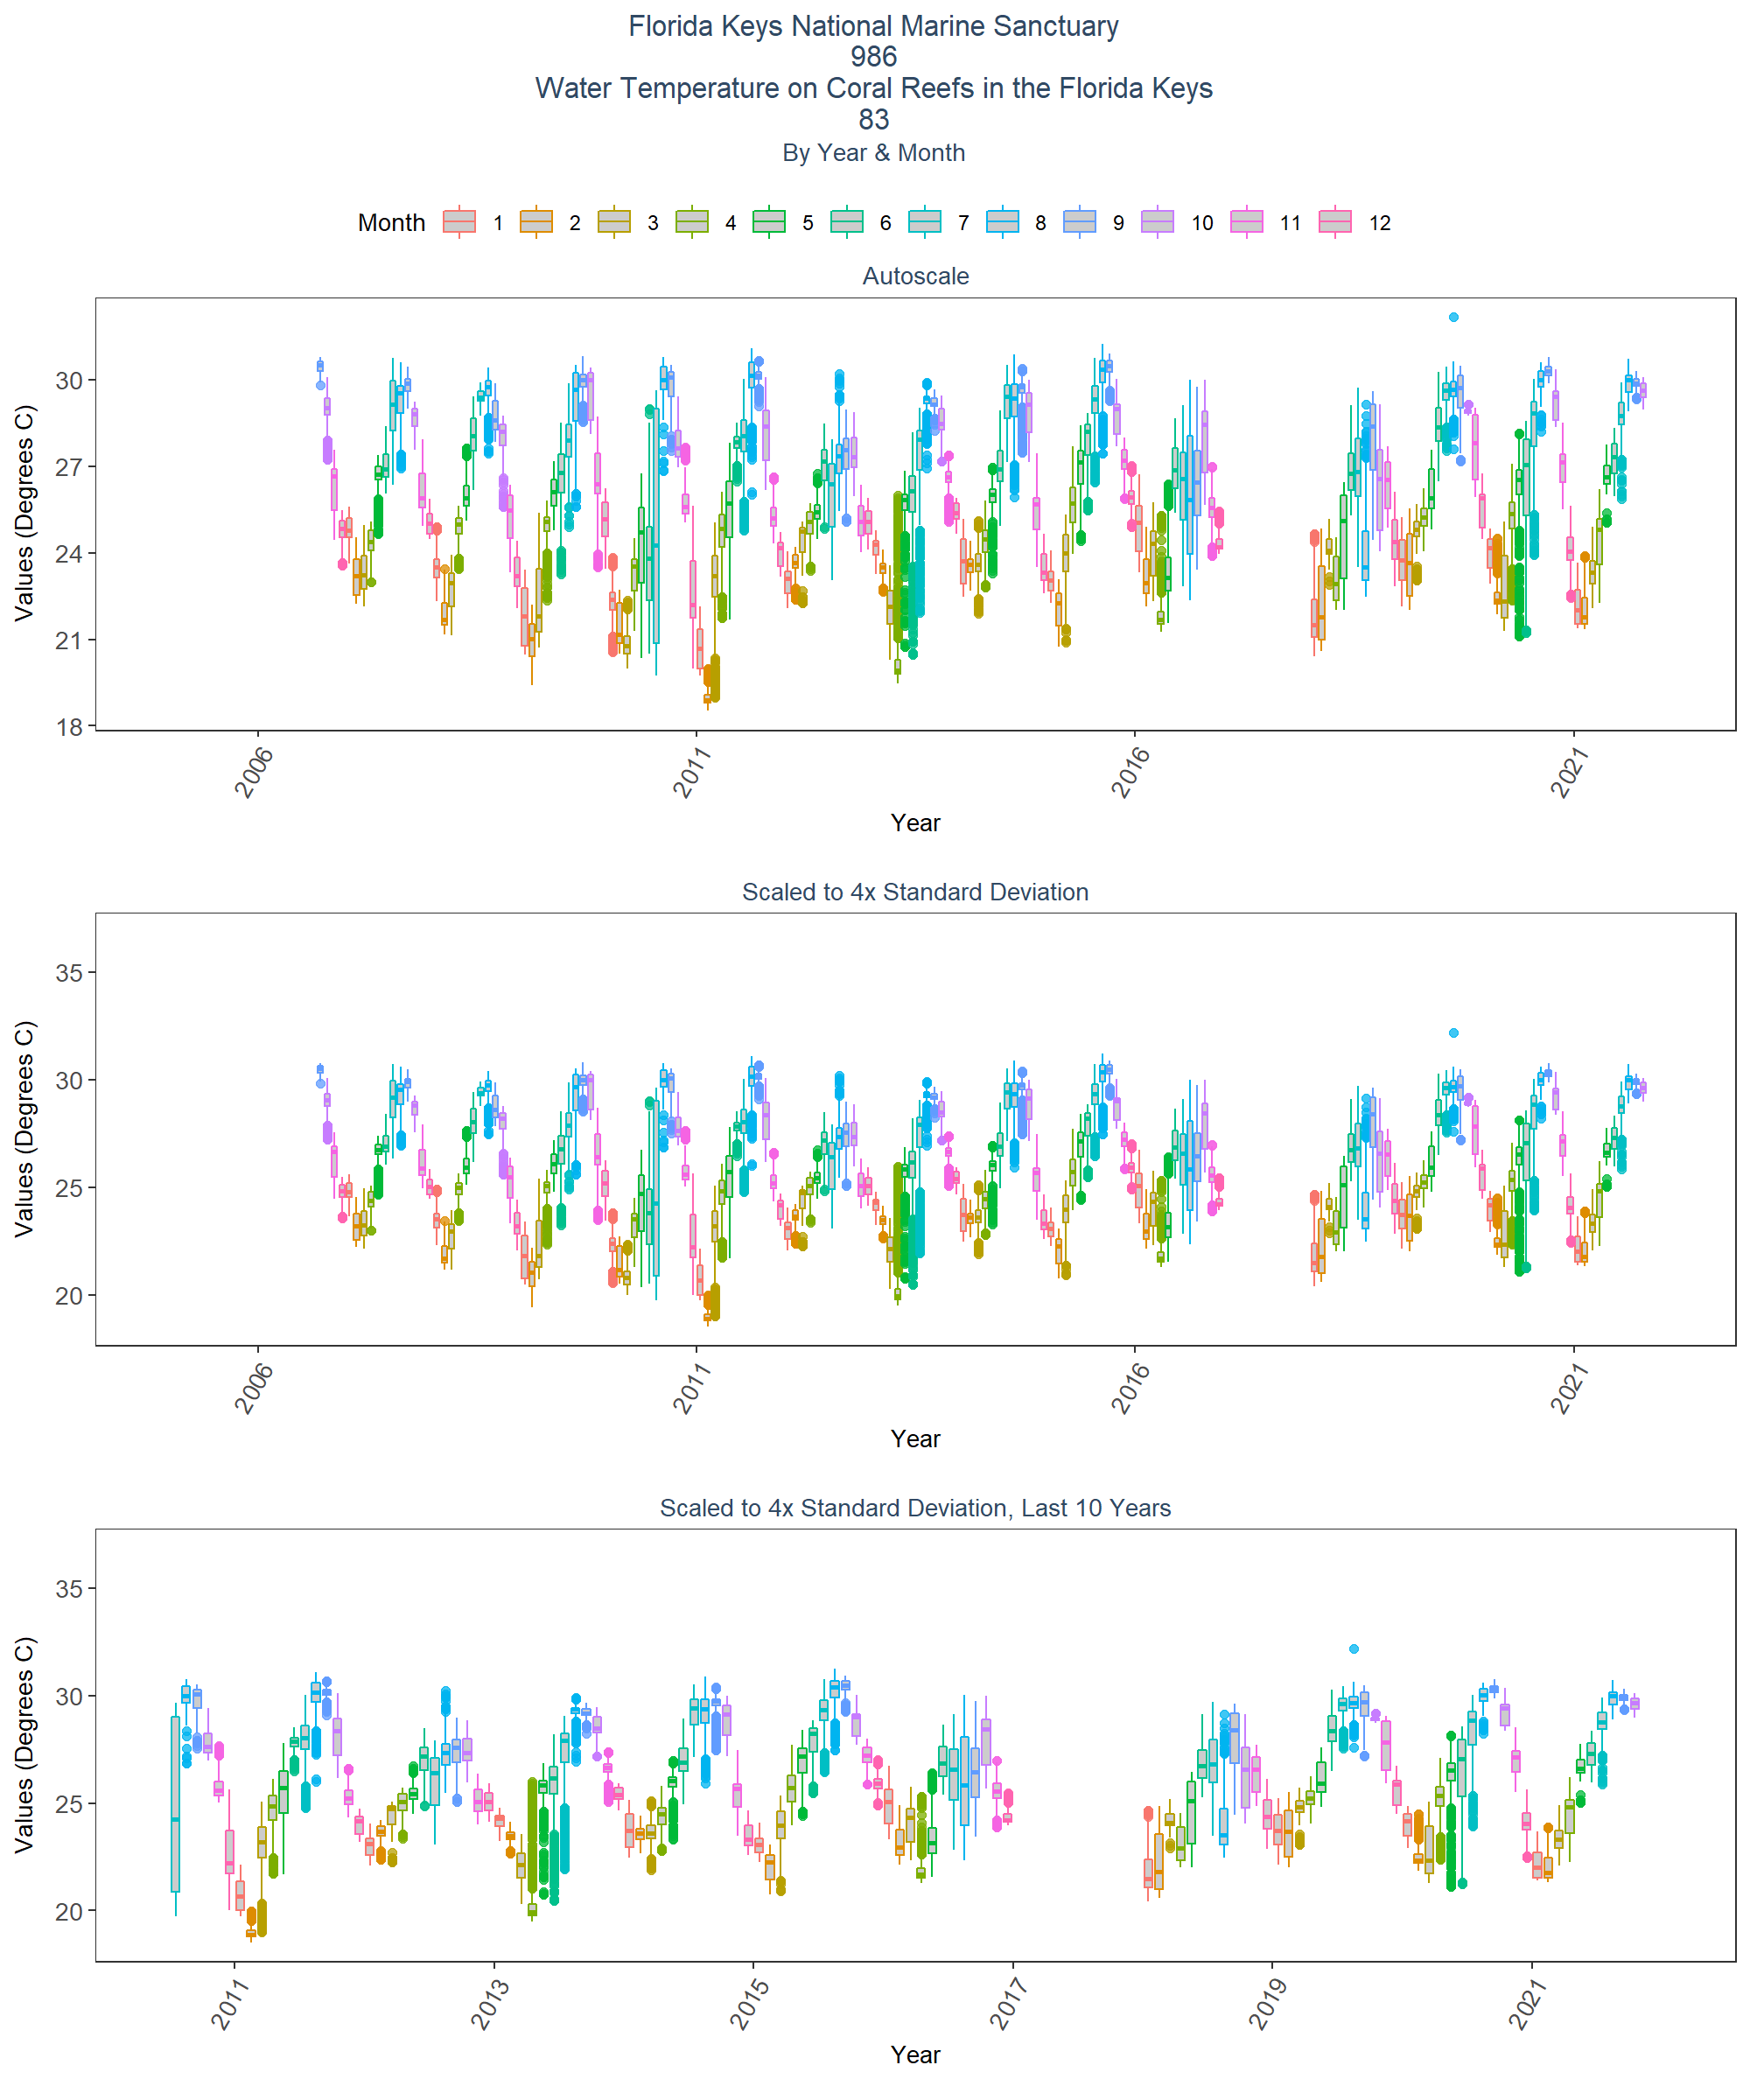 Florida Keys National Marine Sanctuary
986
Water Temperature on Coral Reefs in the Florida Keys
83
By Year & Month
Month 1 2 3 4 5 6 7 8 9 10 11 12
Autoscale
Values (Degrees C)
30
27
24
21
18
2006 2011 2016 2021
Year
Scaled to 4x Standard Deviation
Values (Degrees C)
35
30
25
20
2006 2011 2016 2021
Year
Scaled to 4x Standard Deviation, Last 10 Years
Values (Degrees C)
35
30
25
20
2011 2013 2015 2017 2019 2021
Year